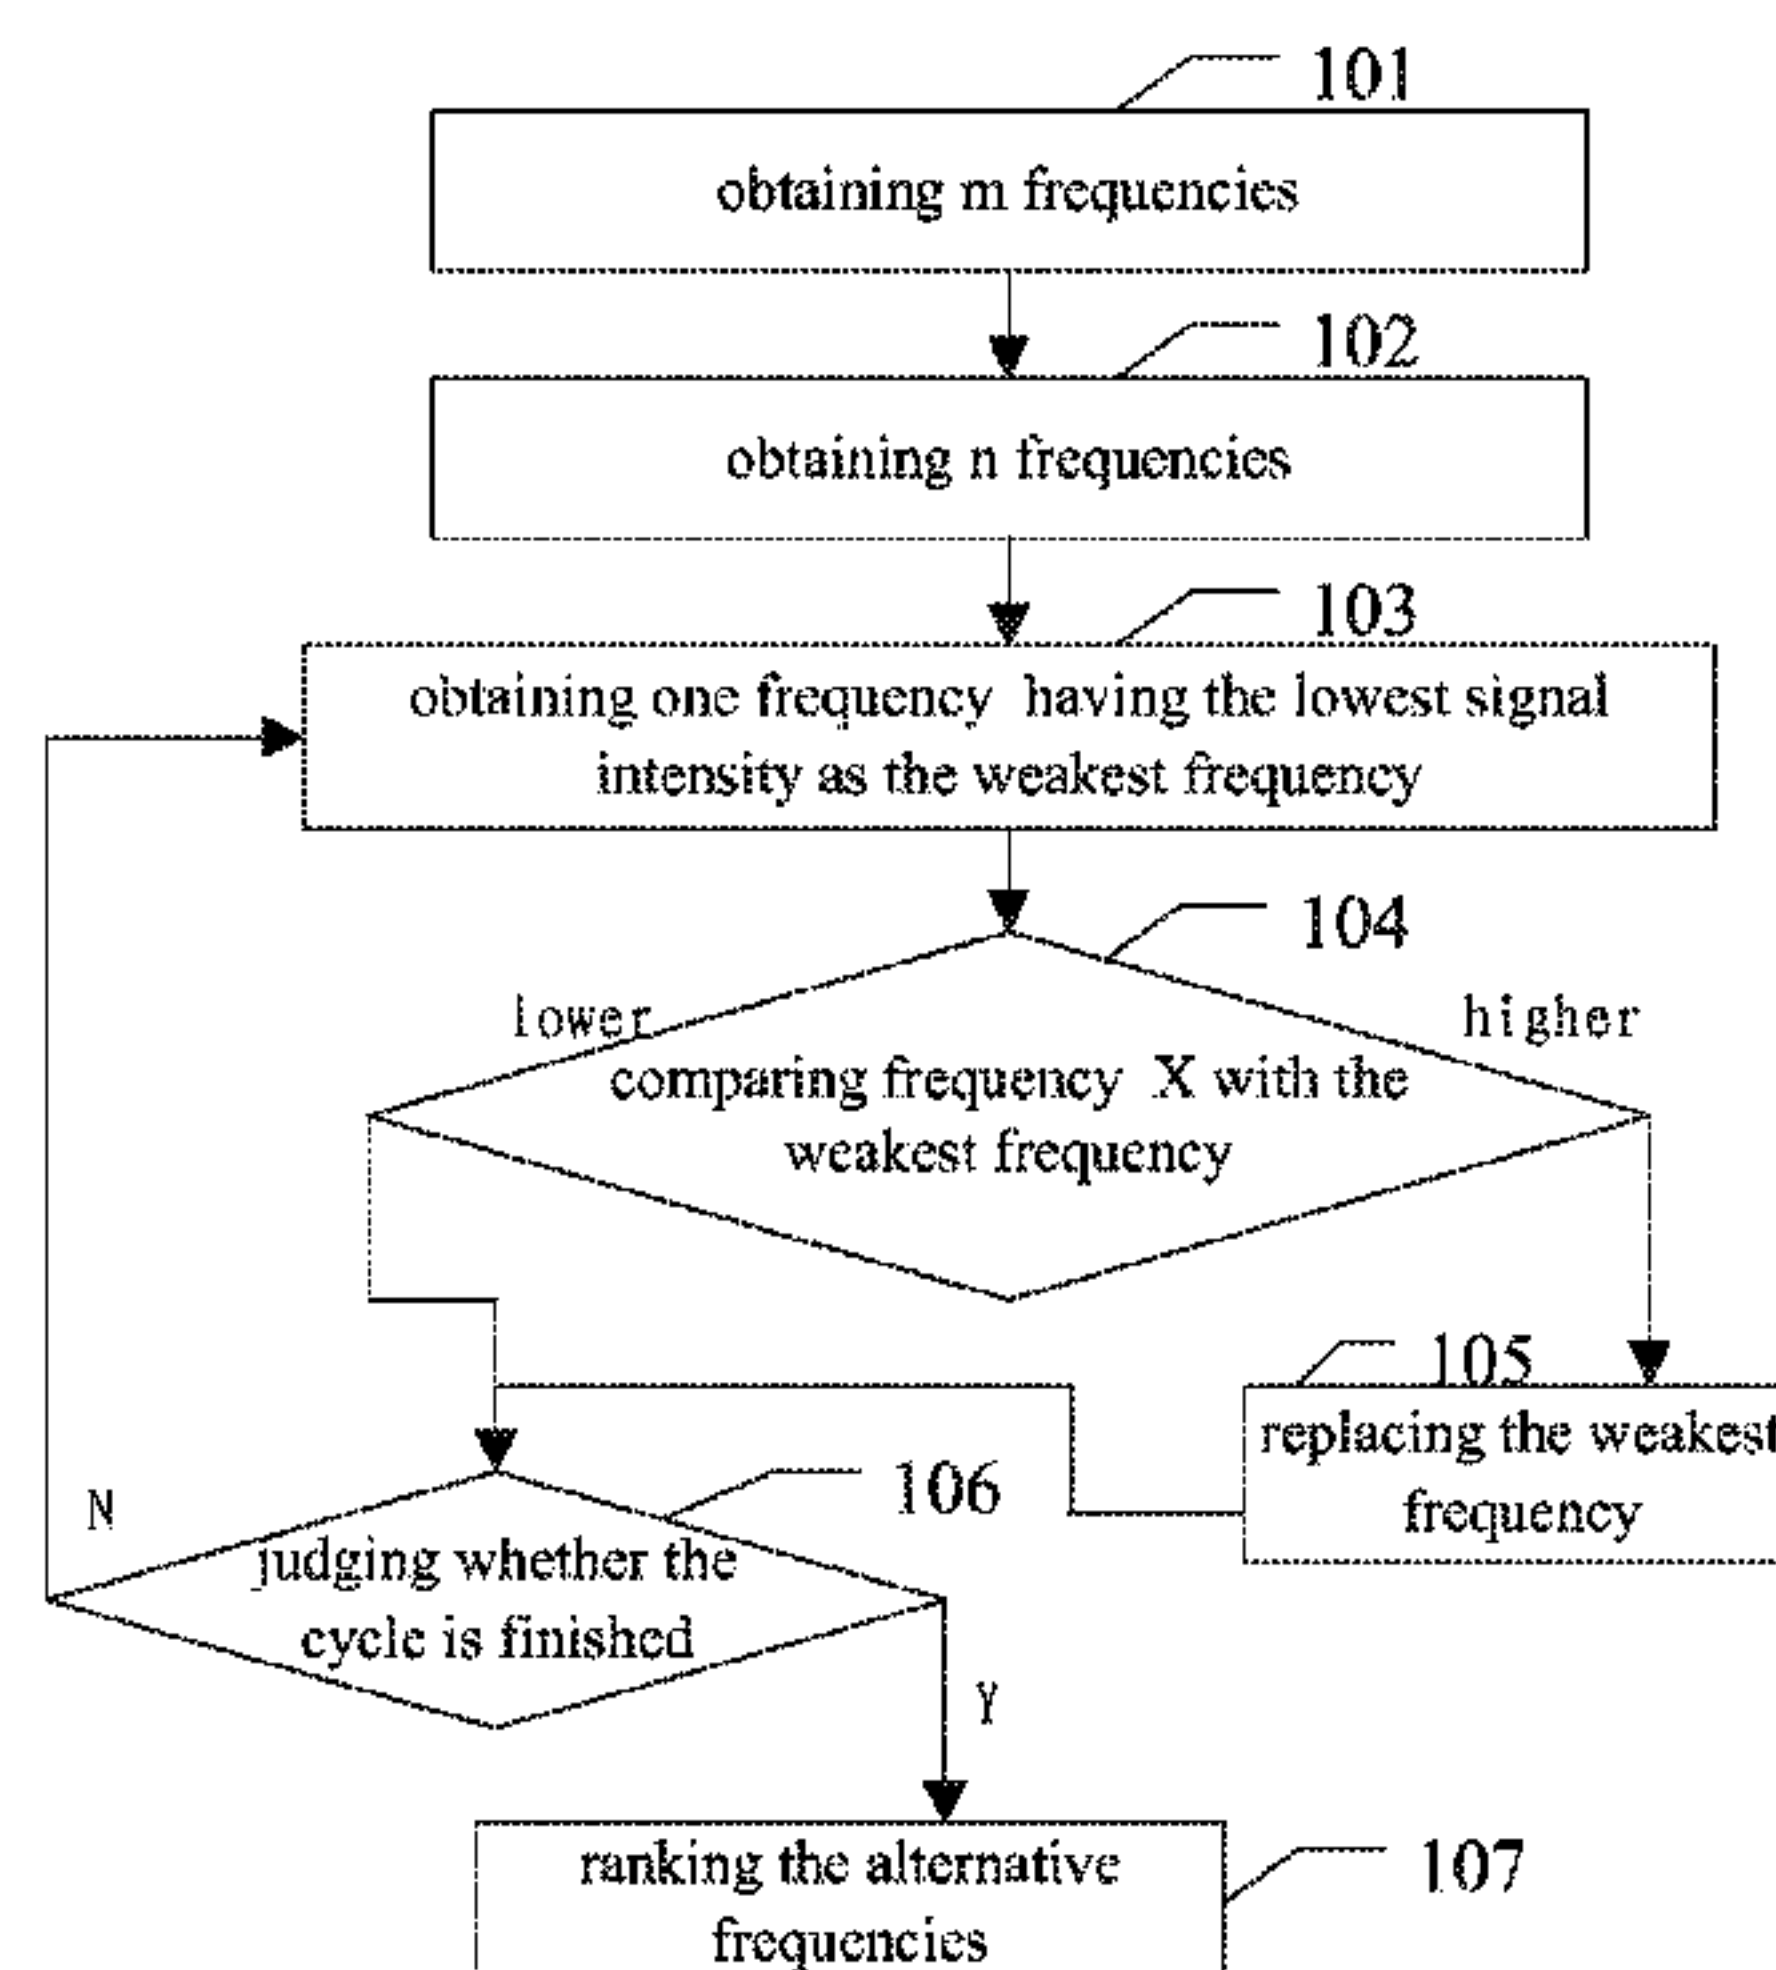 101
obtaining m frequencies
102
obtaining n frequencies
103
obtaining one frequency having the lowest signal
intensity as the weakest frequency
104
lower
higher
comparing frequency X with the
weakest frequency
105
replacing the weakest
frequency
106
N
judging whether the
cycle is finished
Y
107
ranking the alternative
frequencies